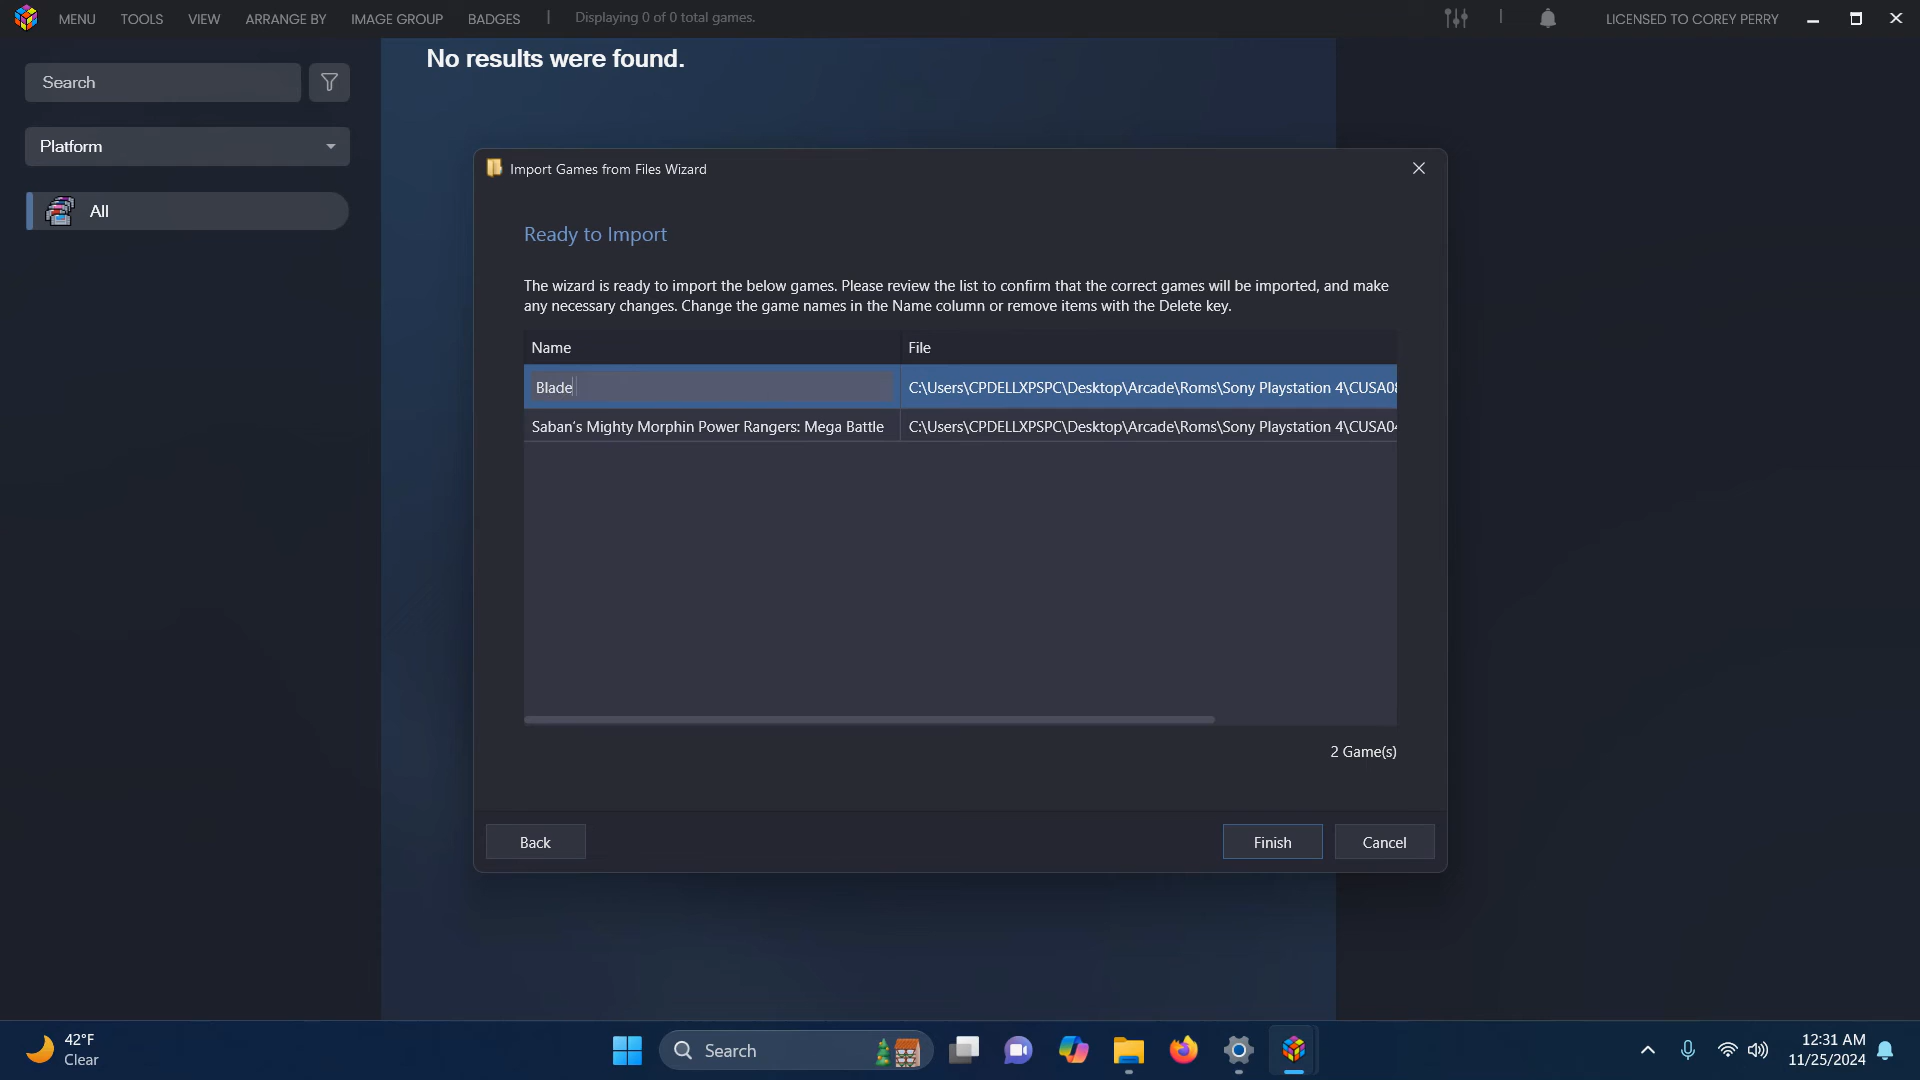 MENU TOOLS VIEW ARRANGE BY IMAGE GROUP BADGES Displaying 0 of 0 total games. LICENSED TO COREY PERRY
Search
No results were found.
Platform
All
Import Games from Files Wizard
Ready to Import
The wizard is ready to import the below games. Please review the list to confirm that the correct games will be imported, and make
any necessary changes. Change the game names in the Name column or remove items with the Delete key.
Name File
Blade C:\Users\CPDELLXPSPC\Desktop\Arcade\Roms\Sony Playstation 4\CUSA08
Saban's Mighty Morphin Power Rangers: Mega Battle C:\Users\CPDELLXPSPC\Desktop\Arcade\Roms\Sony Playstation 4\CUSA04
2 Game(s)
Back Finish Cancel
42°F
Clear
Search
12:31 AM
11/25/2024